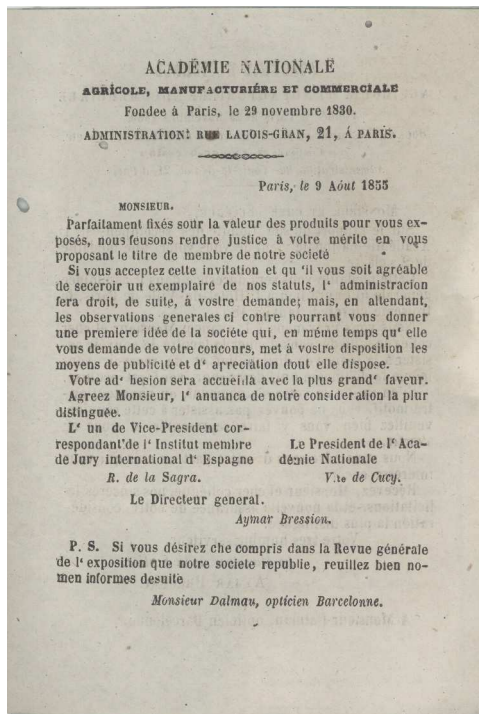 ACADÉMIE NATIONALE
AGRÍCOLE, MANUFACTURIÉRE ET COMMERCIALE
Fondee à Paris, le 29 novembre 1830.
ADMINISTRATION: RUE LAUOIS-GRAN, 21, Á PARIS.
Paris, le 9 Aóut 1855
MONSIEUR.
Parfaitament fixés sour la valeur des produits pour vous ex-
posés, nous feusons rendre justice à votre mérite en vous
proposant le titre de membre de notre societé
Si vous acceptez cette invitation et qu 'il vous soit agréable
de seceroir un exemplaire de nos statuts, l' administracion
fera droit, de suite, à vostre demande; mais, en altendant,
les observations generales ci contre pourrant vous donner
une premiere idée de la sociéte qui, en méme temps qu' elle
vous demande de votre concours, met à vostre disposition les
moyens de publicité et d' apreciation dout elle dispose.
Votre ad' hesion sera accueida avec la plus grand' faveur.
Agreez Monsieur, l' anuanca de notre consideration la plur
distinguée.
L' un de Vice-President cor-
respondant'de l' Institut membre
de Jury international d' Espagne
R. de la Sagra.
Le President de l' Aca-
démie Nationale
V.te de Cucy.
Le Directeur general.
Aymar Bression.
P. S. Si vous désirez che compris dans la Revue générale
de l' exposition que notre societe republie, reuillez bien no-
men informes desuite
Monsieur Dalmau, opticien Barcelonne.